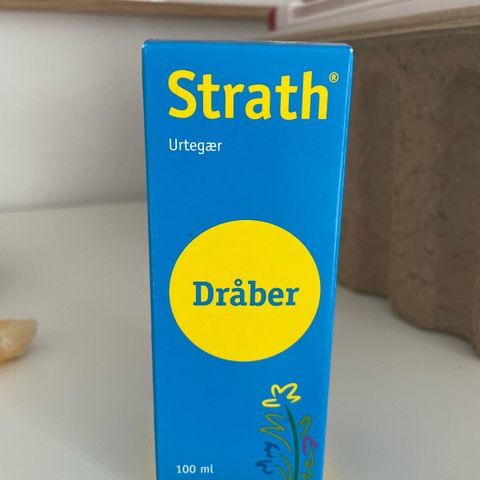 Strath®
Urtegær
Dråber
100 ml